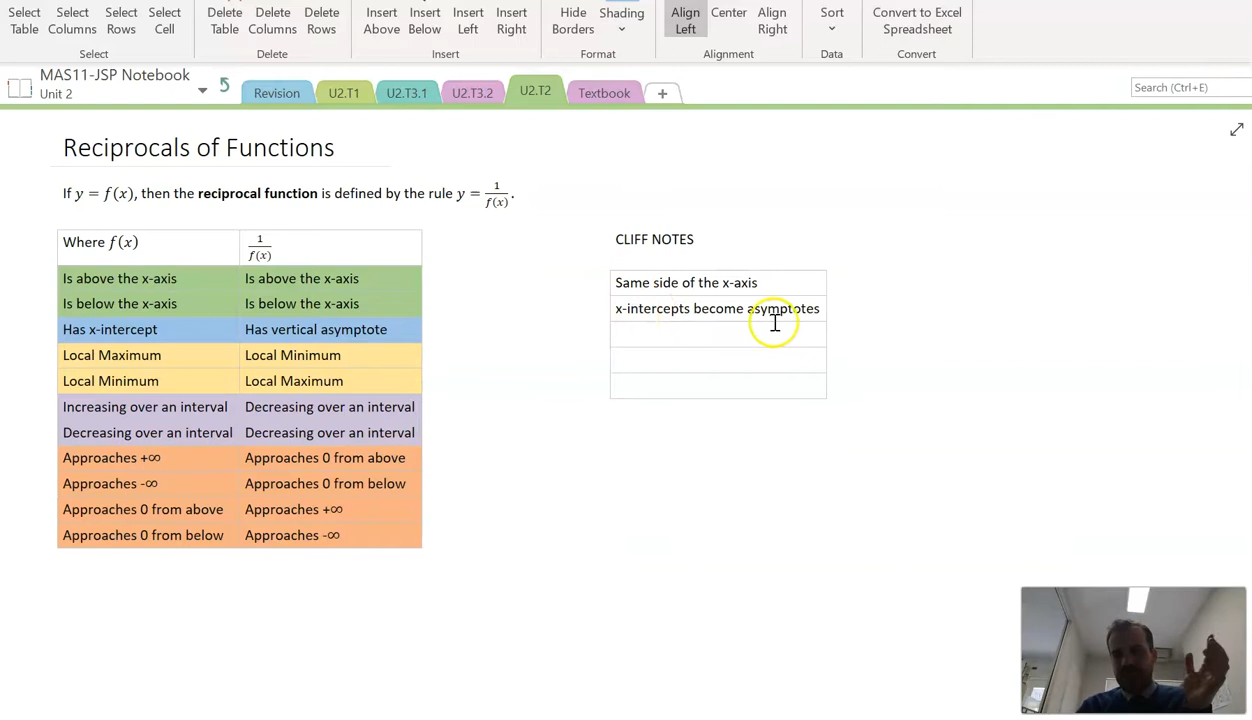 Select Table
Select Columns
Select Rows
Select Cell
Delete Table
Delete Columns
Delete Rows
Insert Above
Insert Below
Insert Left
Insert Right
Hide Borders
Shading
Align Left
Center
Align Right
Sort
Convert to Excel Spreadsheet
Select
Delete
Insert
Format
Alignment
Data
Convert
MAS11-JSP Notebook
Unit 2
Revision
U2.T1
U2.T3.1
U2.T3.2
U2.T2
Textbook
+
Search (Ctrl+E)
Reciprocals of Functions
If y = f(x), then the reciprocal function is defined by the rule y = 1/f(x).
Where f(x) 1/f(x)
Is above the x-axis Is above the x-axis
Is below the x-axis Is below the x-axis
Has x-intercept Has vertical asymptote
Local Maximum Local Minimum
Local Minimum Local Maximum
Increasing over an interval Decreasing over an interval
Decreasing over an interval Decreasing over an interval
Approaches +∞ Approaches 0 from above
Approaches -∞ Approaches 0 from below
Approaches 0 from above Approaches +∞
Approaches 0 from below Approaches -∞
CLIFF NOTES
Same side of the x-axis
x-intercepts become asymptotes